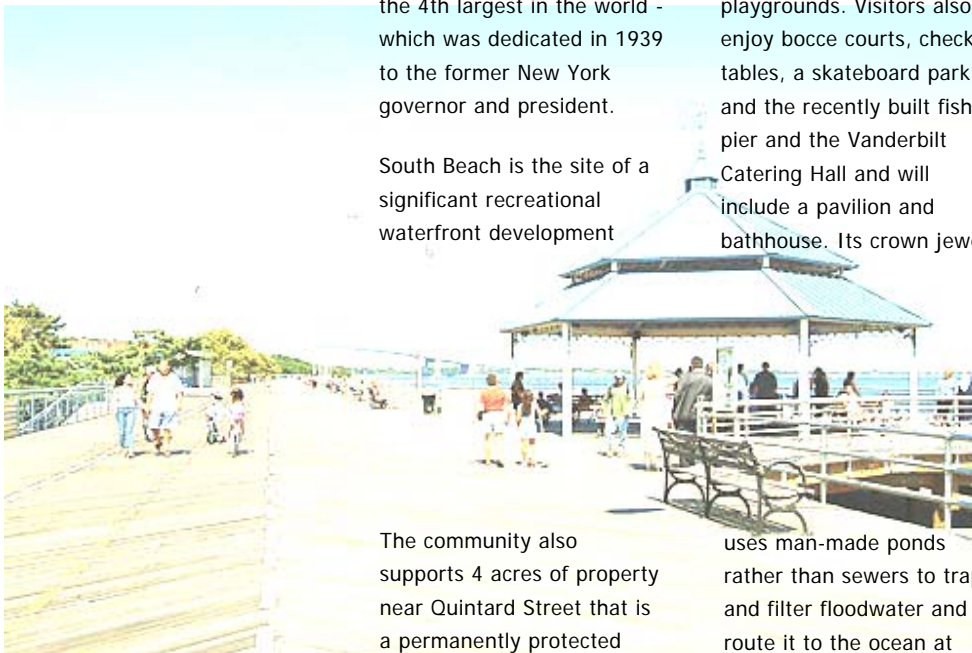 the 4th largest in the world -
which was dedicated in 1939
to the former New York
governor and president.
South Beach is the site of a
significant recreational
waterfront development
The community also
supports 4 acres of property
near Quintard Street that is
a permanently protected
playgrounds. Visitors also
enjoy bocce courts,
tables, a skateboard park
and the recently built
pier and the Vanderbilt
Catering Hall and will
include a pavilion and
bathhouse. Its crown
uses man-made ponds
rather than sewers to
and filter floodwater and
route it to the ocean at